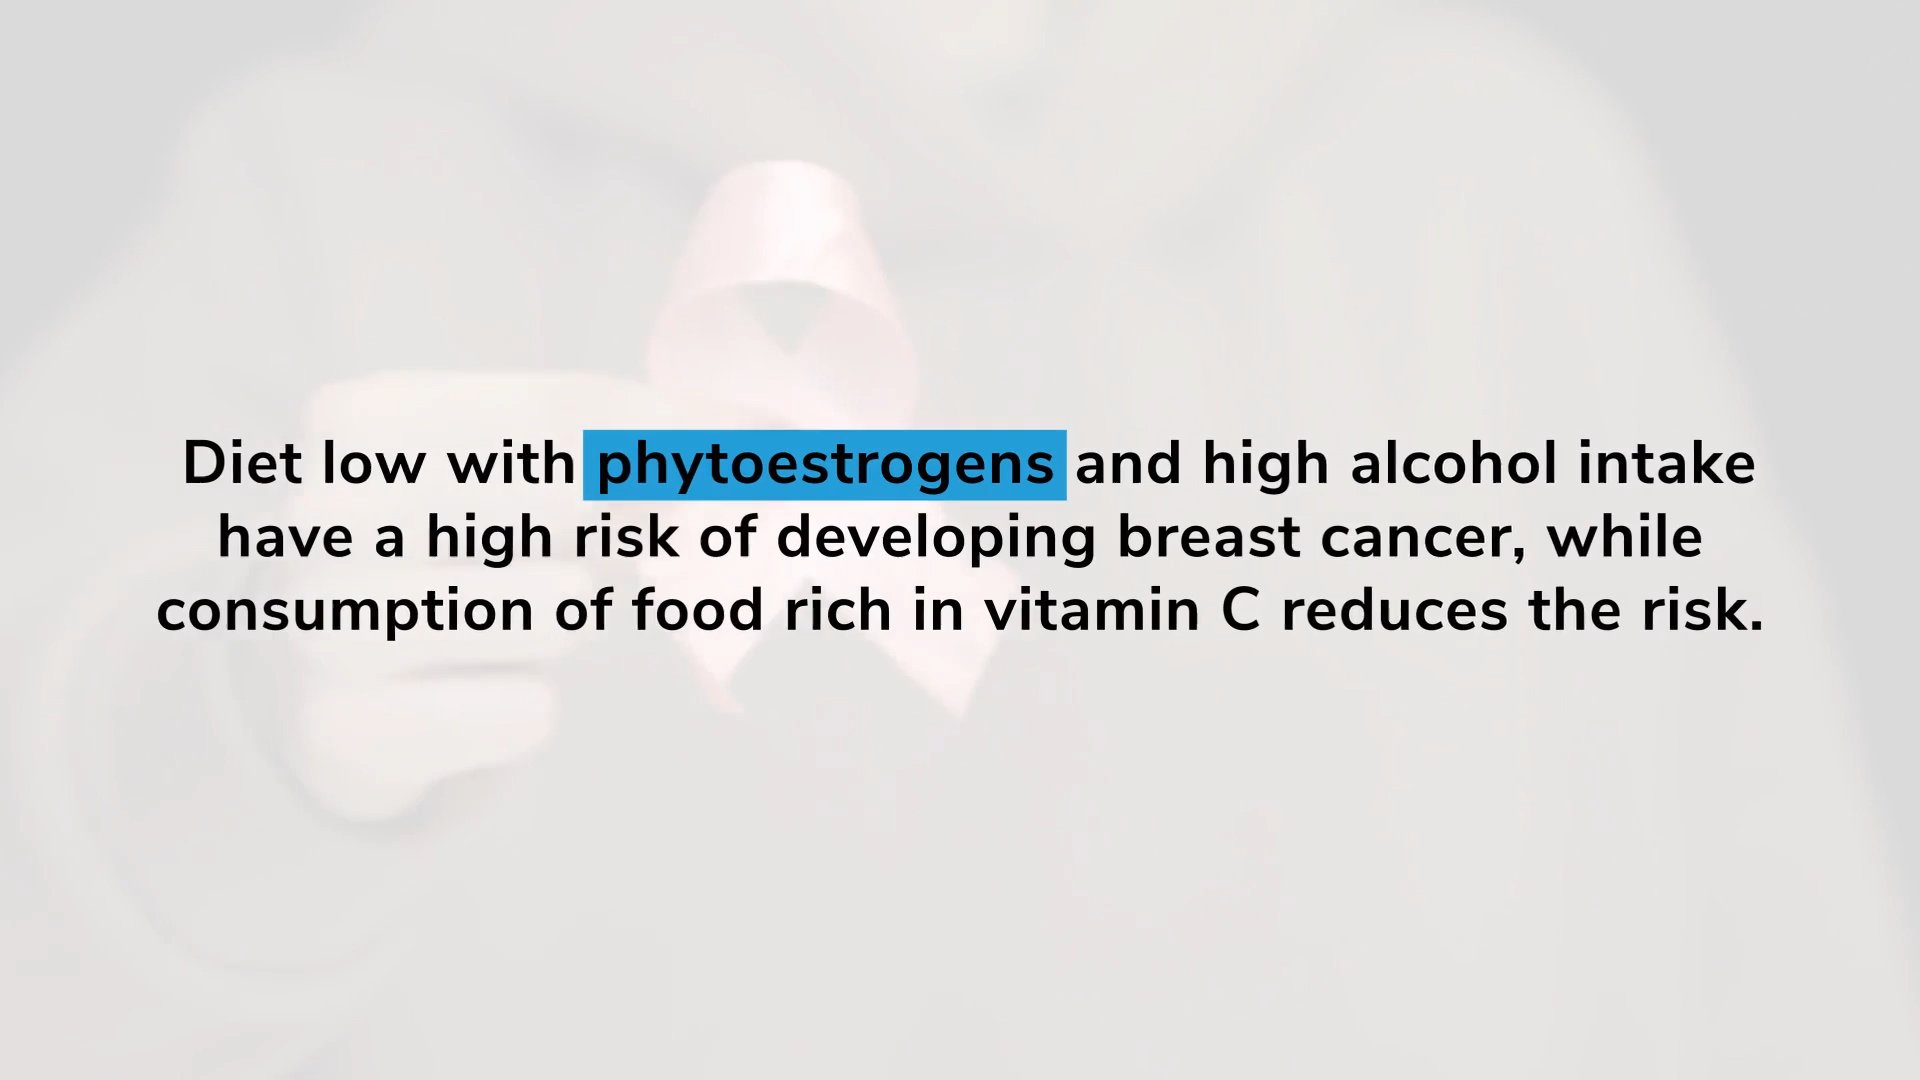 Diet low with phytoestrogens and high alcohol intake
have a high risk of developing breast cancer, while
consumption of food rich in vitamin C reduces the risk.